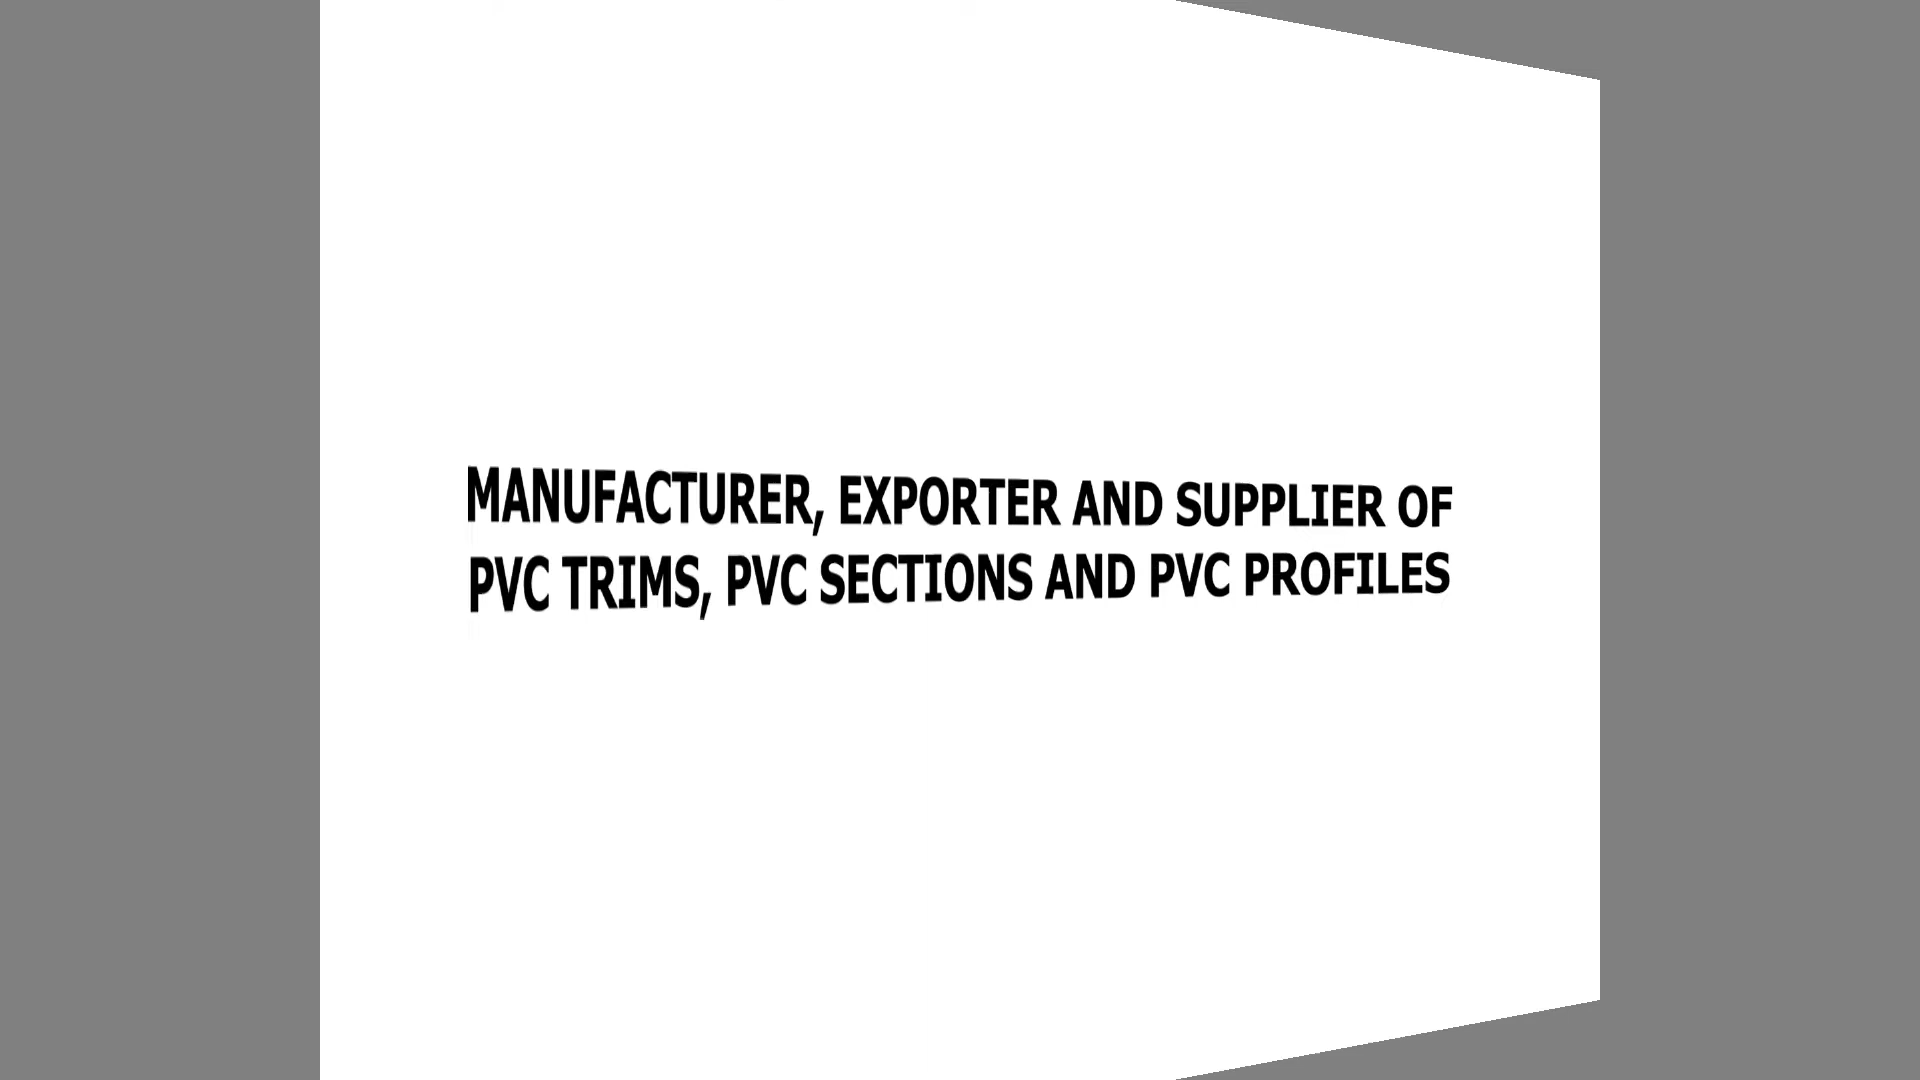 MANUFACTURER, EXPORTER AND SUPPLIER OF
PVC TRIMS, PVC SECTIONS AND PVC PROFILES